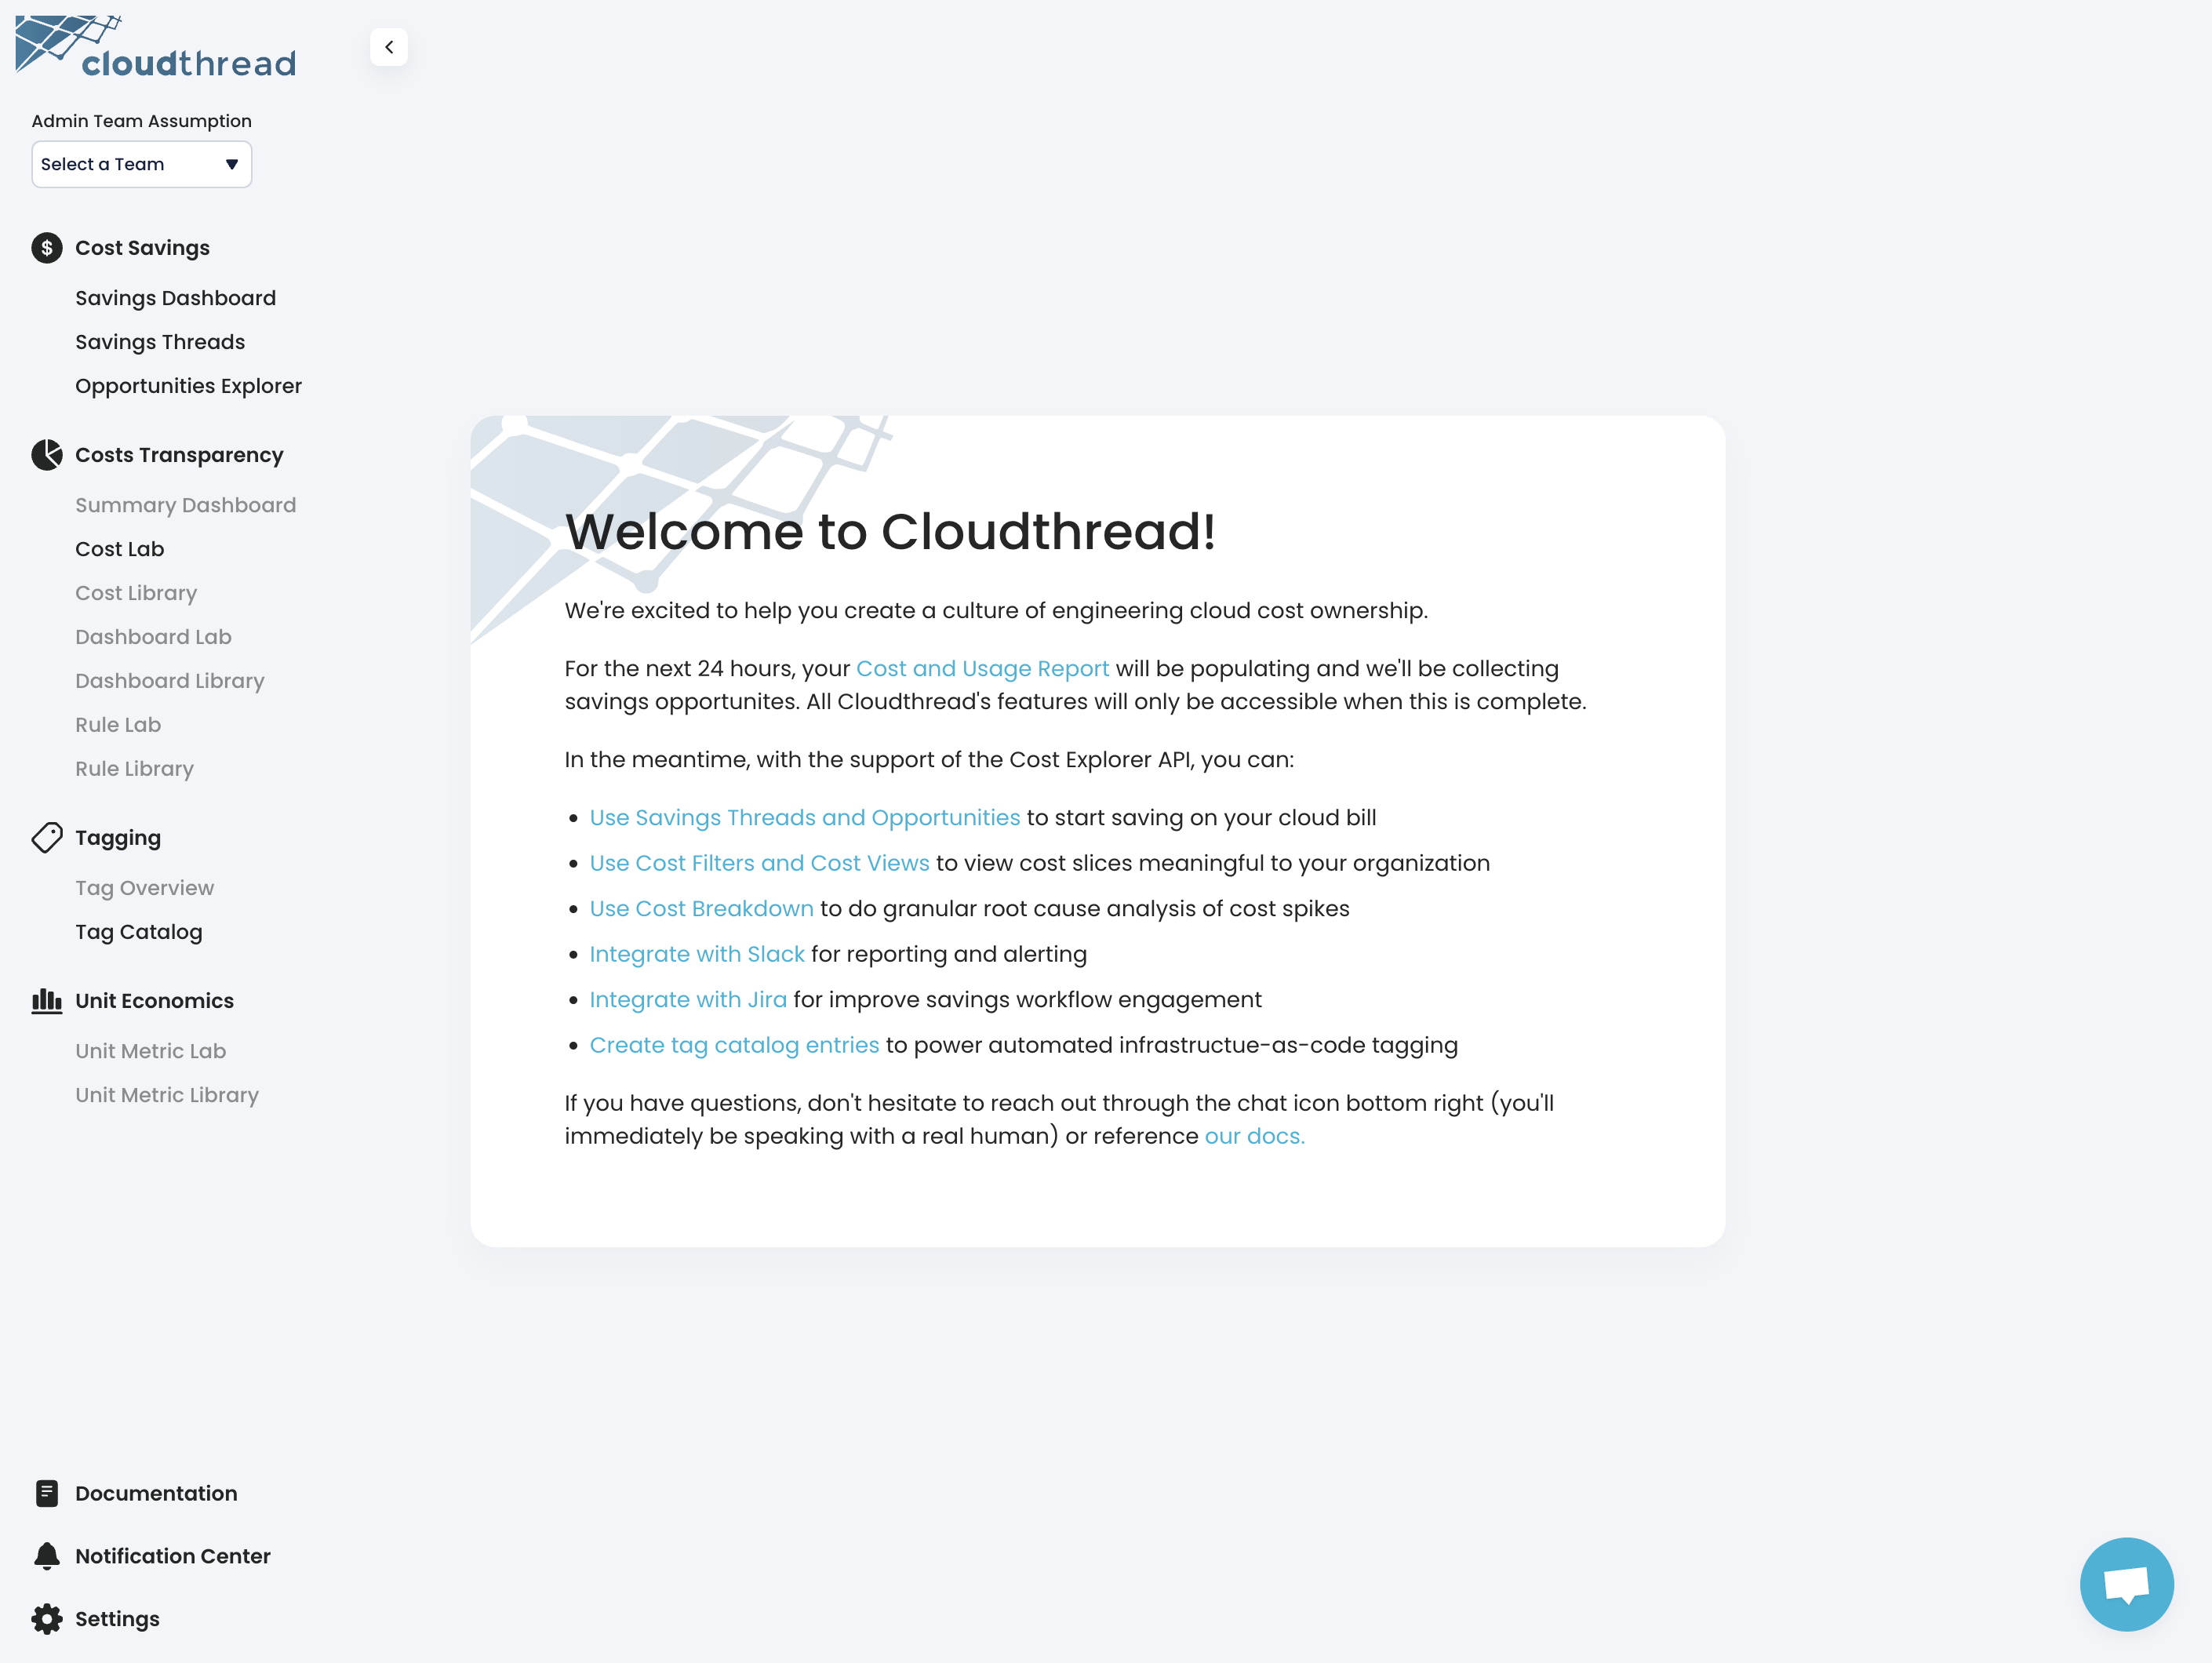 cloudthread
Admin Team Assumption
Select a Team
Cost Savings
Savings Dashboard
Savings Threads
Opportunities Explorer
Costs Transparency
Summary Dashboard
Cost Lab
Cost Library
Dashboard Lab
Dashboard Library
Rule Lab
Rule Library
Tagging
Tag Overview
Tag Catalog
Unit Economics
Unit Metric Lab
Unit Metric Library
Documentation
Notification Center
Settings
Welcome to Cloudthread!
We're excited to help you create a culture of engineering cloud cost ownership.
For the next 24 hours, your Cost and Usage Report will be populating and we'll be collecting
savings opportunites. All Cloudthread's features will only be accessible when this is complete.
In the meantime, with the support of the Cost Explorer API, you can:
• Use Savings Threads and Opportunities to start saving on your cloud bill
• Use Cost Filters and Cost Views to view cost slices meaningful to your organization
• Use Cost Breakdown to do granular root cause analysis of cost spikes
• Integrate with Slack for reporting and alerting
• Integrate with Jira for improve savings workflow engagement
• Create tag catalog entries to power automated infrastructue-as-code tagging
If you have questions, don't hesitate to reach out through the chat icon bottom right (you'll
immediately be speaking with a real human) or reference our docs.